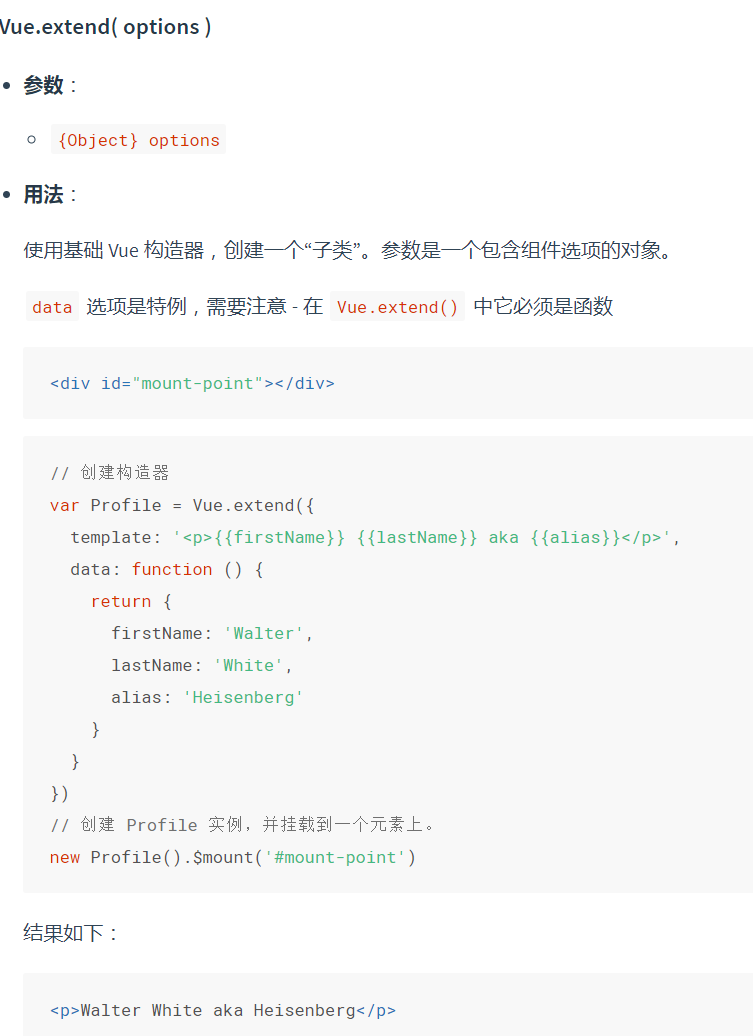 Vue.extend( options )
参数：
{Object} options
用法：
使用基础 Vue 构造器，创建一个“子类”。参数是一个包含组件选项的对象。
data 选项是特例，需要注意 - 在 Vue.extend() 中它必须是函数
<div id="mount-point"></div>
// 创建构造器
var Profile = Vue.extend({
  template: '<p>{{firstName}} {{lastName}} aka {{alias}}</p>',
  data: function () {
    return {
      firstName: 'Walter',
      lastName: 'White',
      alias: 'Heisenberg'
    }
  }
})
// 创建 Profile 实例，并挂载到一个元素上。
new Profile().$mount('#mount-point')
结果如下：
<p>Walter White aka Heisenberg</p>